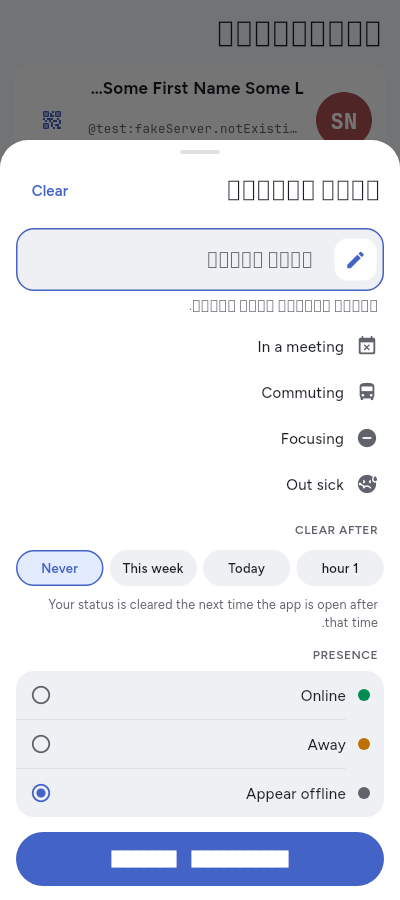 ...Some First Name Some L
@test:fakeServer.notExisti...
SN
Clear
In a meeting
Commuting
Focusing
Out sick
CLEAR AFTER
Never
This week
Today
hour 1
Your status is cleared the next time the app is open after
.that time
PRESENCE
Online
Away
Appear offline